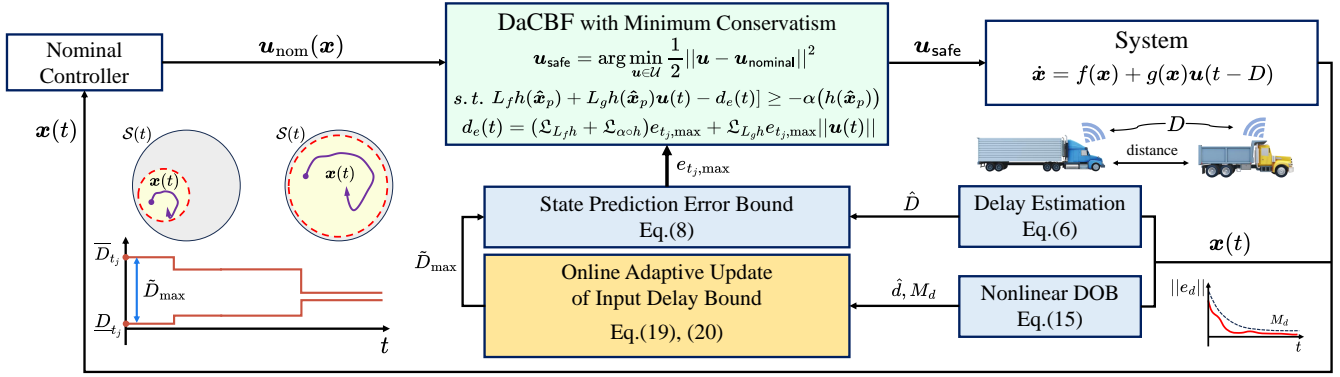 Nominal
Controller
𝒖_nom(𝒙)
DaCBF with Minimum Conservatism
𝒖_safe = arg min_{𝒖∈𝒰} 1/2 ||𝒖 − 𝒖_nominal||²
s.t. L_f h(x̂_p) + L_g h(x̂_p)𝒖(t) − d_e(t)] ≥ −α(h(x̂_p))
d_e(t) = (𝔏_{L_f h} + 𝔏_{α∘h})e_{t_j,max} + 𝔏_{L_g h}e_{t_j,max}||𝒖(t)||
𝒖_safe
System
ẋ = f(𝒙) + g(𝒙)𝒖(t − D)
𝒙(t)
𝒮(t)
𝒙(t)
𝒮(t)
𝒙(t)
D
distance
e_{t_j,max}
State Prediction Error Bound
Eq.(8)
D̂
Delay Estimation
Eq.(6)
𝒙(t)
D̅_{t_j}
D̃_max
D̲_{t_j}
t
D̃_max
Online Adaptive Update
of Input Delay Bound
Eq.(19), (20)
d̂, M_d
Nonlinear DOB
Eq.(15)
||e_d||
M_d
t